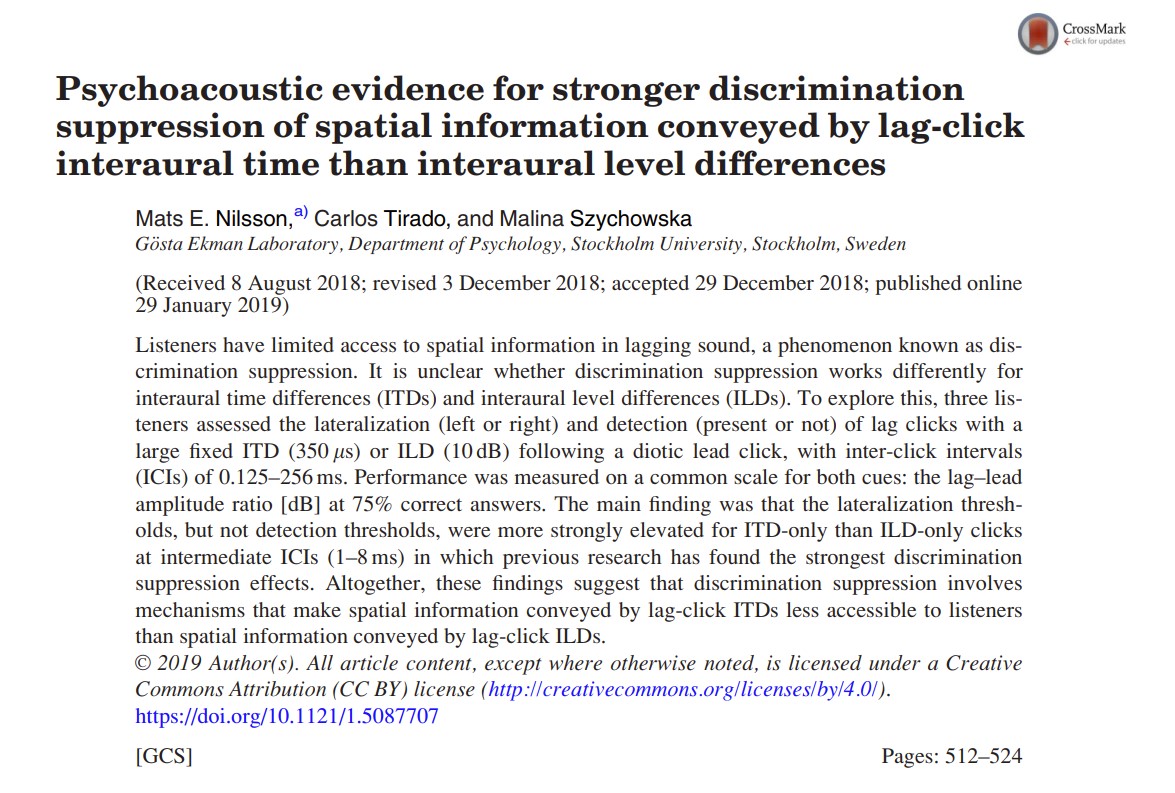 CrossMark
click for updates
Psychoacoustic evidence for stronger discrimination
suppression of spatial information conveyed by lag-click
interaural time than interaural level differences
Mats E. Nilsson,a) Carlos Tirado, and Malina Szychowska
Gösta Ekman Laboratory, Department of Psychology, Stockholm University, Stockholm, Sweden
(Received 8 August 2018; revised 3 December 2018; accepted 29 December 2018; published online
29 January 2019)
Listeners have limited access to spatial information in lagging sound, a phenomenon known as dis-
crimination suppression. It is unclear whether discrimination suppression works differently for
interaural time differences (ITDs) and interaural level differences (ILDs). To explore this, three lis-
teners assessed the lateralization (left or right) and detection (present or not) of lag clicks with a
large fixed ITD (350 μs) or ILD (10 dB) following a diotic lead click, with inter-click intervals
(ICIs) of 0.125–256 ms. Performance was measured on a common scale for both cues: the lag–lead
amplitude ratio [dB] at 75% correct answers. The main finding was that the lateralization thresh-
olds, but not detection thresholds, were more strongly elevated for ITD-only than ILD-only clicks
at intermediate ICIs (1–8 ms) in which previous research has found the strongest discrimination
suppression effects. Altogether, these findings suggest that discrimination suppression involves
mechanisms that make spatial information conveyed by lag-click ITDs less accessible to listeners
than spatial information conveyed by lag-click ILDs.
© 2019 Author(s). All article content, except where otherwise noted, is licensed under a Creative
Commons Attribution (CC BY) license (http://creativecommons.org/licenses/by/4.0/).
https://doi.org/10.1121/1.5087707
[GCS] Pages: 512–524